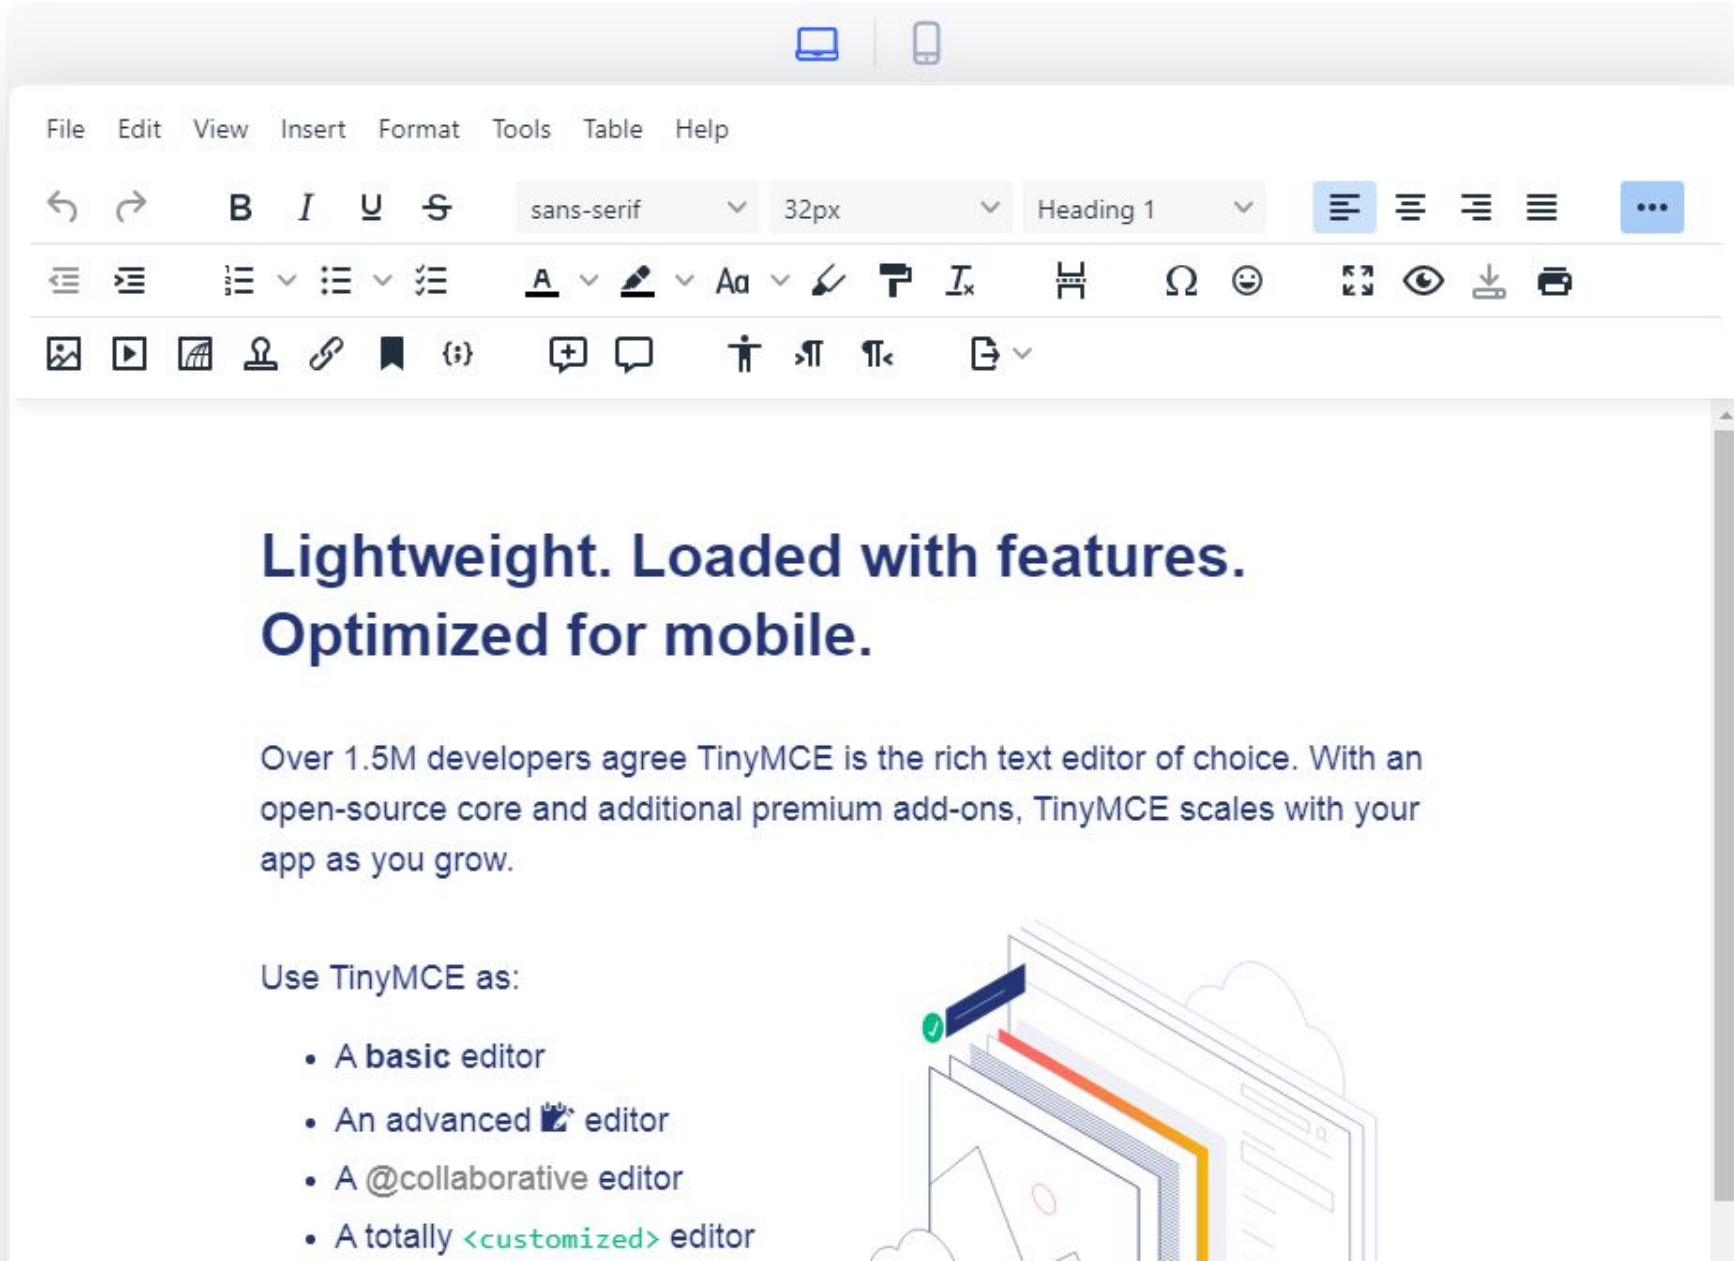 File Edit View Insert Format Tools Table Help
B I U S sans-serif 32px Heading 1
A Aa Ω
Lightweight. Loaded with features.
Optimized for mobile.
Over 1.5M developers agree TinyMCE is the rich text editor of choice. With an
open-source core and additional premium add-ons, TinyMCE scales with your
app as you grow.
Use TinyMCE as:
• A basic editor
• An advanced editor
• A @collaborative editor
• A totally <customized> editor